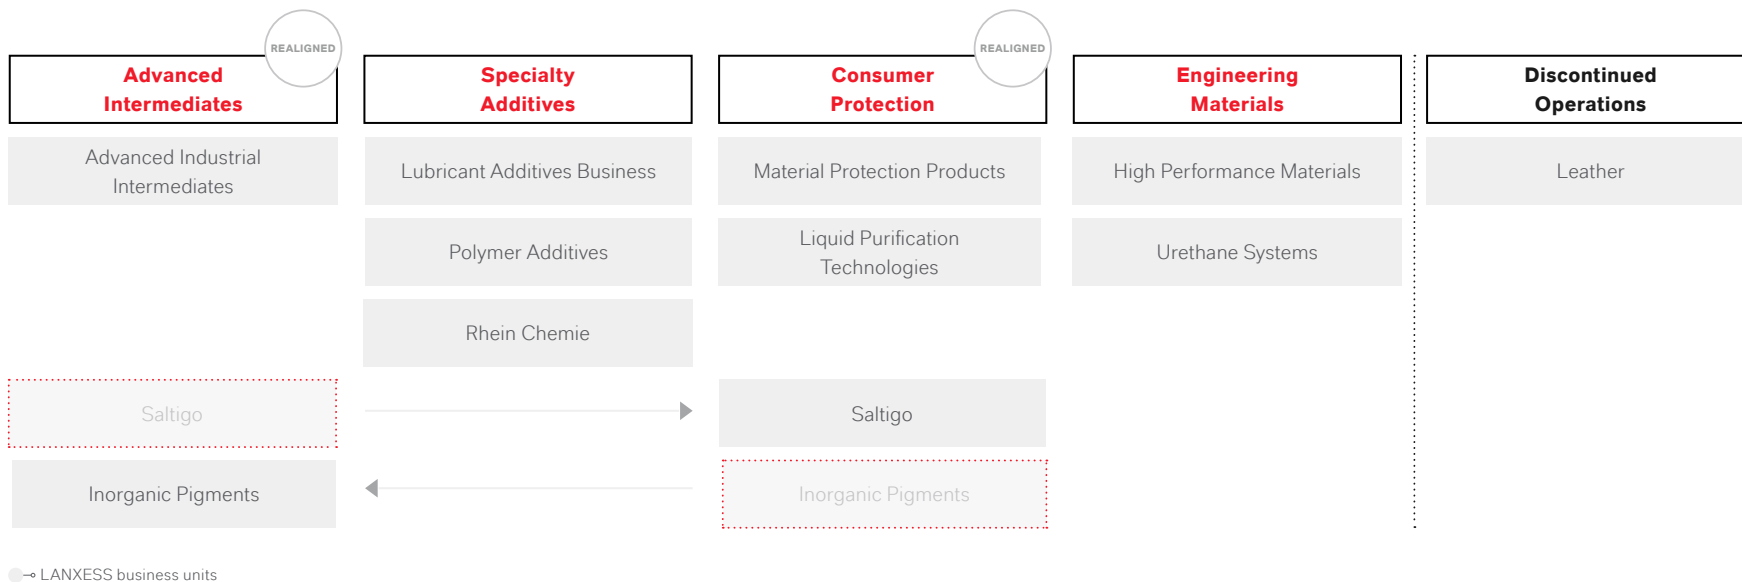 REALIGNED
REALIGNED
Advanced
Intermediates
Specialty
Additives
Consumer
Protection
Engineering
Materials
Discontinued
Operations
Advanced Industrial
Intermediates
Lubricant Additives Business
Material Protection Products
High Performance Materials
Leather
Polymer Additives
Liquid Purification
Technologies
Urethane Systems
Rhein Chemie
Saltigo
Saltigo
Inorganic Pigments
Inorganic Pigments
LANXESS business units